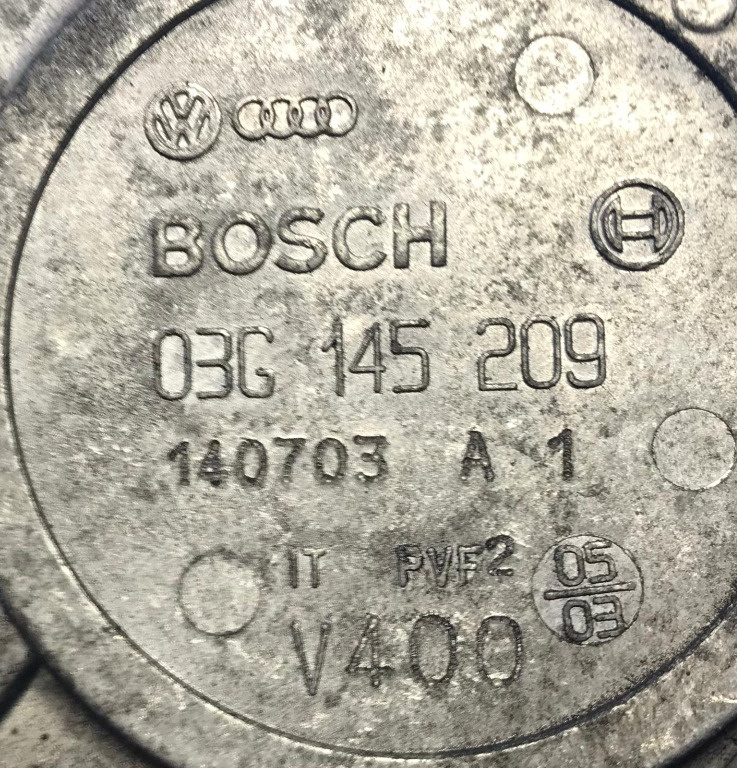 BOSCH
03G 145 209
140703 A 1
IT PVF2
05
03
V400